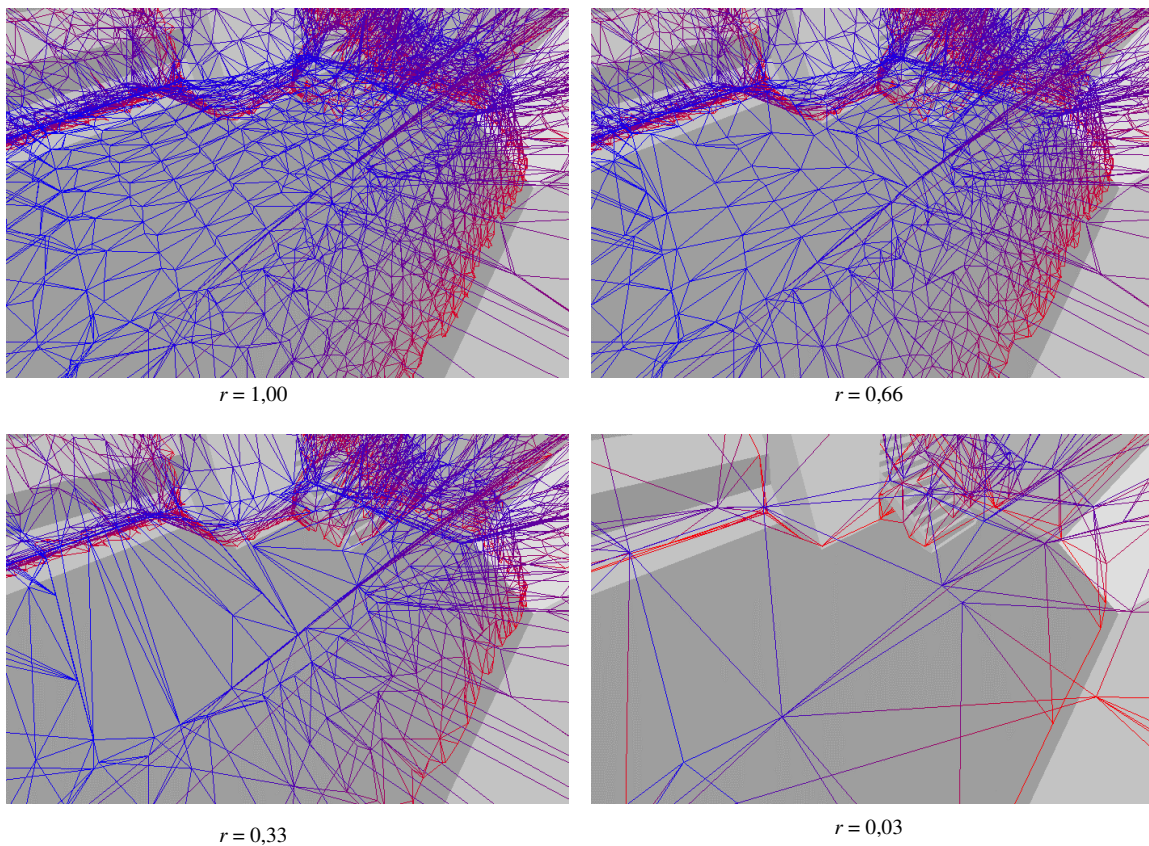 r = 1,00
r = 0,66
r = 0,33
r = 0,03